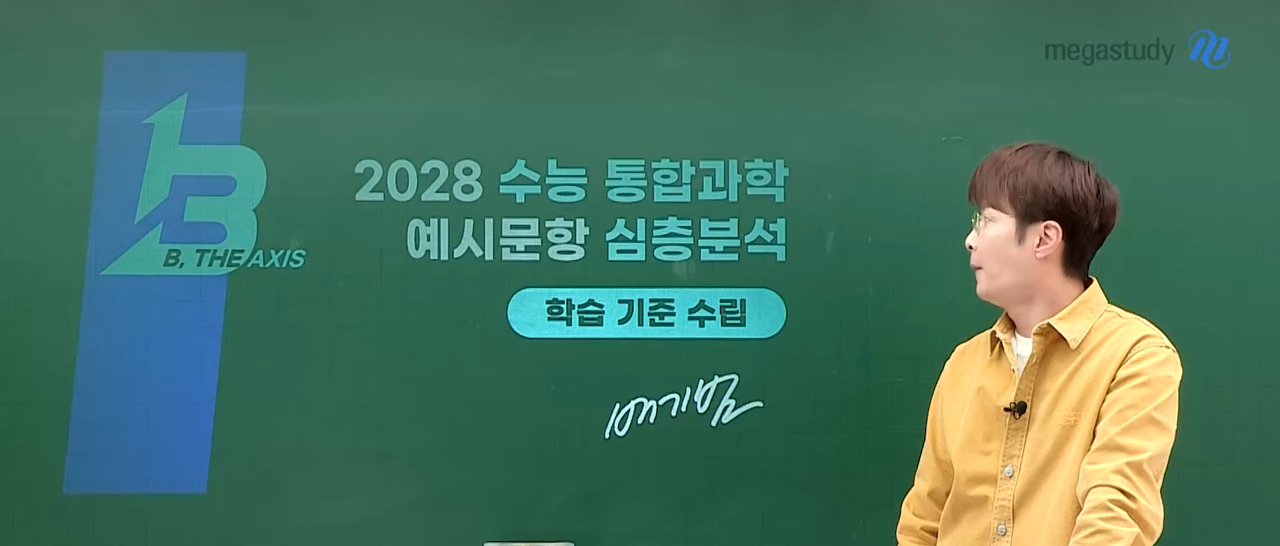 megastudy
B, THE AXIS
2028 수능 통합과학
예시문항 심층분석
학습 기준 수립
배기범